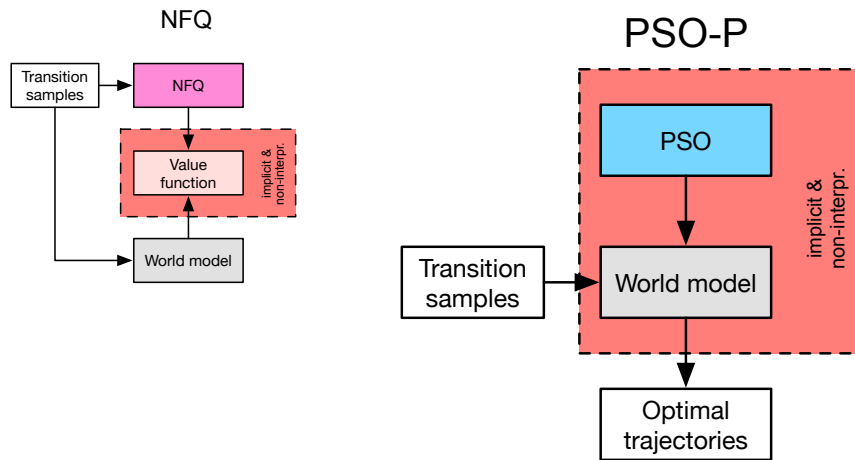 NFQ
Transition
samples
NFQ
Value
function
implicit &
non-interpr.
World model
PSO-P
PSO
implicit &
non-interpr.
Transition
samples
World model
Optimal
trajectories